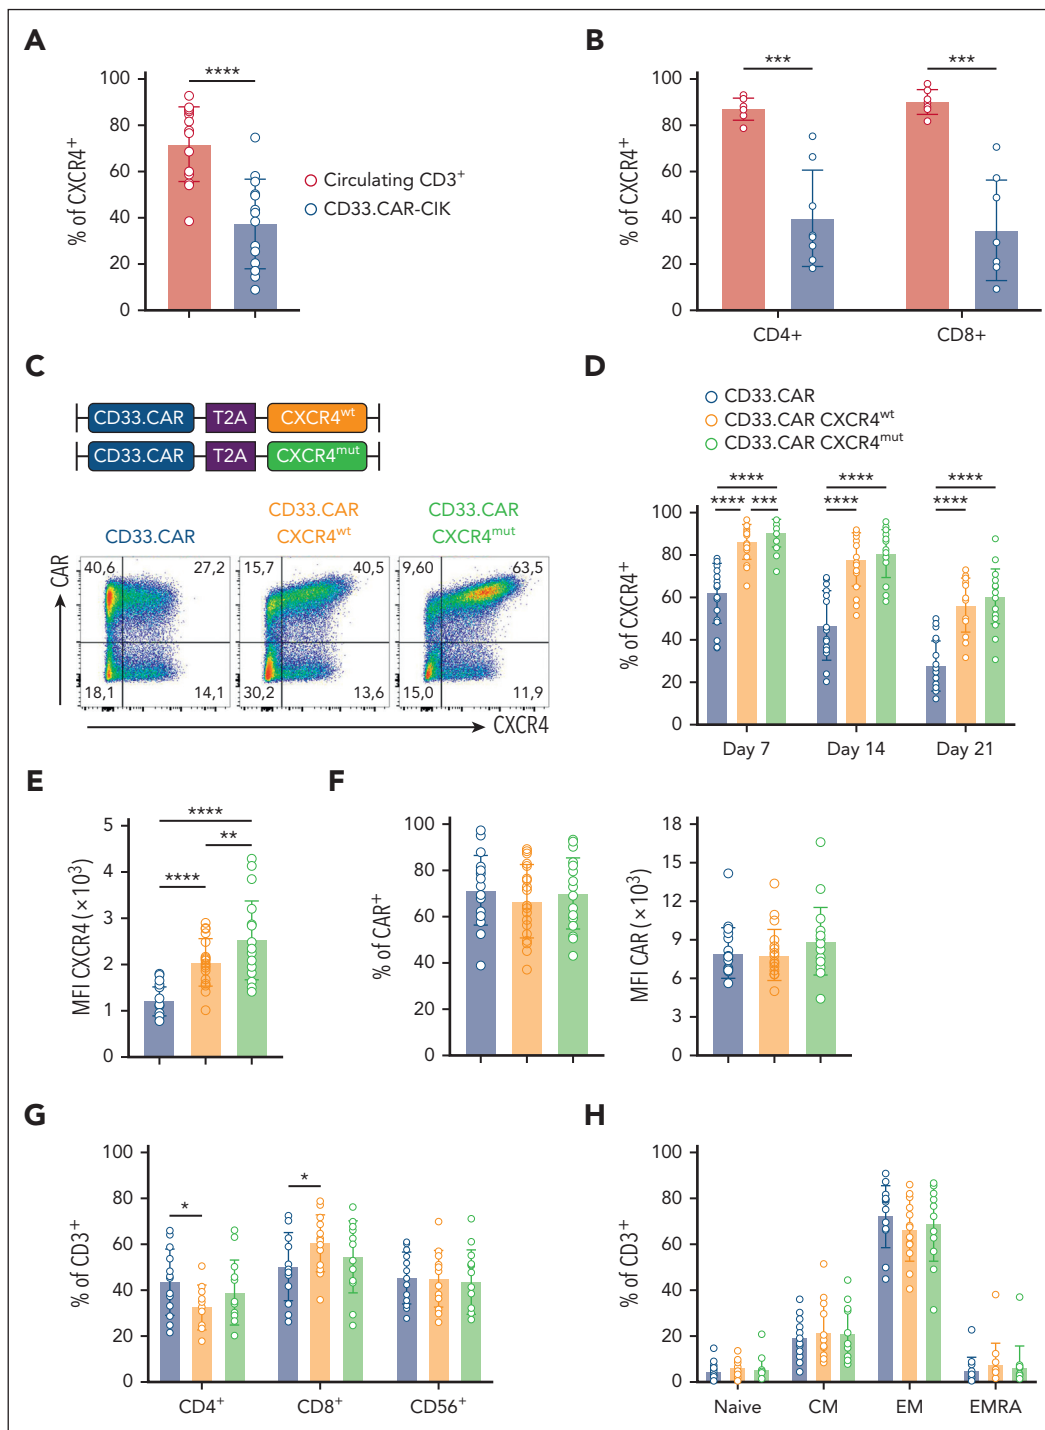 A
****
100
80
60
40
20
0
% of CXCR4+
Circulating CD3+
CD33.CAR-CIK
B
***
***
100
80
60
40
20
0
% of CXCR4+
CD4+
CD8+
C
CD33.CAR
T2A
CXCR4wt
CD33.CAR
T2A
CXCR4mut
CD33.CAR
CD33.CAR
CXCR4wt
CD33.CAR
CXCR4mut
CAR
40,6
27,2
18,1
14,1
15,7
40,5
30,2
13,6
9,60
63,5
15,0
11,9
CXCR4
D
CD33.CAR
CD33.CAR CXCR4wt
CD33.CAR CXCR4mut
****
**** ***
****
****
****
****
100
80
60
40
20
0
% of CXCR4+
Day 7
Day 14
Day 21
E
****
**
****
5
4
3
2
1
0
MFI CXCR4 (×10³)
F
100
80
60
40
20
0
% of CAR+
18
15
12
9
6
3
0
MFI CAR (×10³)
G
*
*
100
80
60
40
20
0
% of CD3+
CD4+
CD8+
CD56+
H
100
80
60
40
20
0
% of CD3+
Naive
CM
EM
EMRA